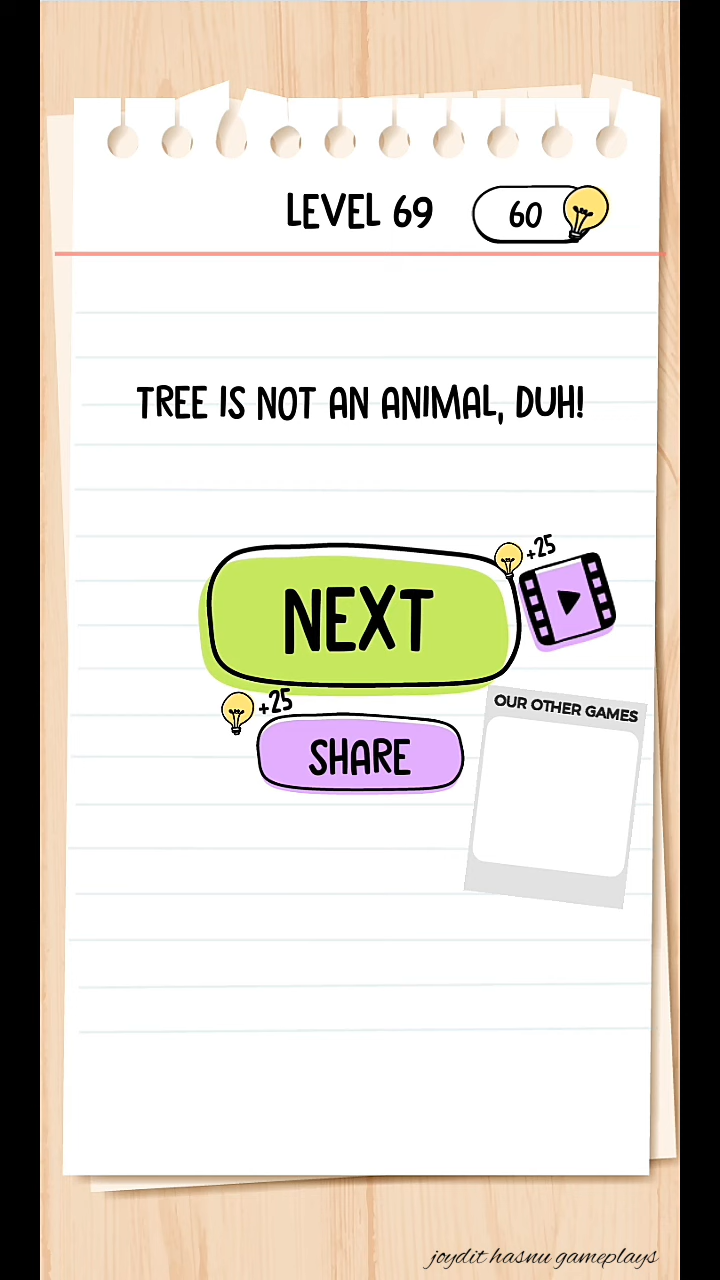 LEVEL 69
60
TREE IS NOT AN ANIMAL, DUH!
+25
NEXT
+25
SHARE
OUR OTHER GAMES
joydit hasnu gameplays